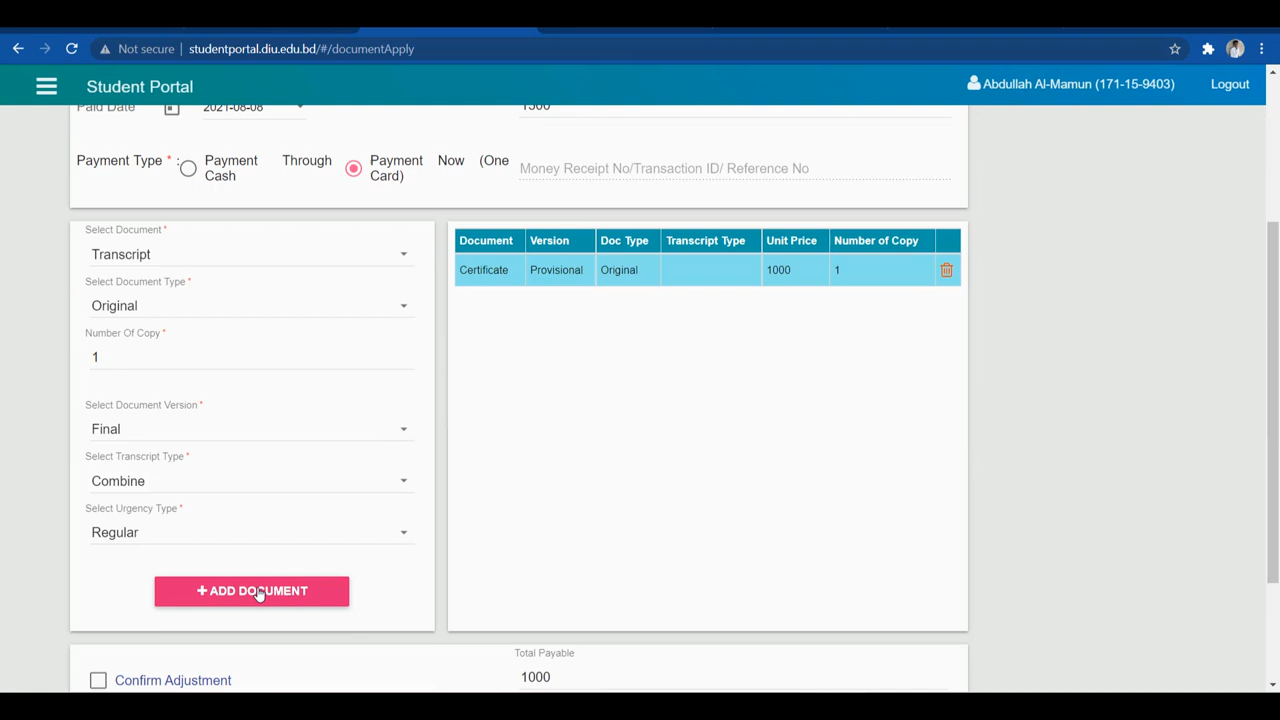 Not secure studentportal.diu.edu.bd/#/documentApply
Student Portal
Abdullah Al-Mamun (171-15-9403) Logout
Paid Date 2021-08-08 1500
Payment Type * : Payment Through Cash Payment Now (One Card) Money Receipt No/Transaction ID/ Reference No
Select Document *
Transcript
Select Document Type *
Original
Number Of Copy *
1
Select Document Version *
Final
Select Transcript Type *
Combine
Select Urgency Type *
Regular
+ ADD DOCUMENT
Document Version Doc Type Transcript Type Unit Price Number of Copy
Certificate Provisional Original 1000 1
Confirm Adjustment
Total Payable
1000